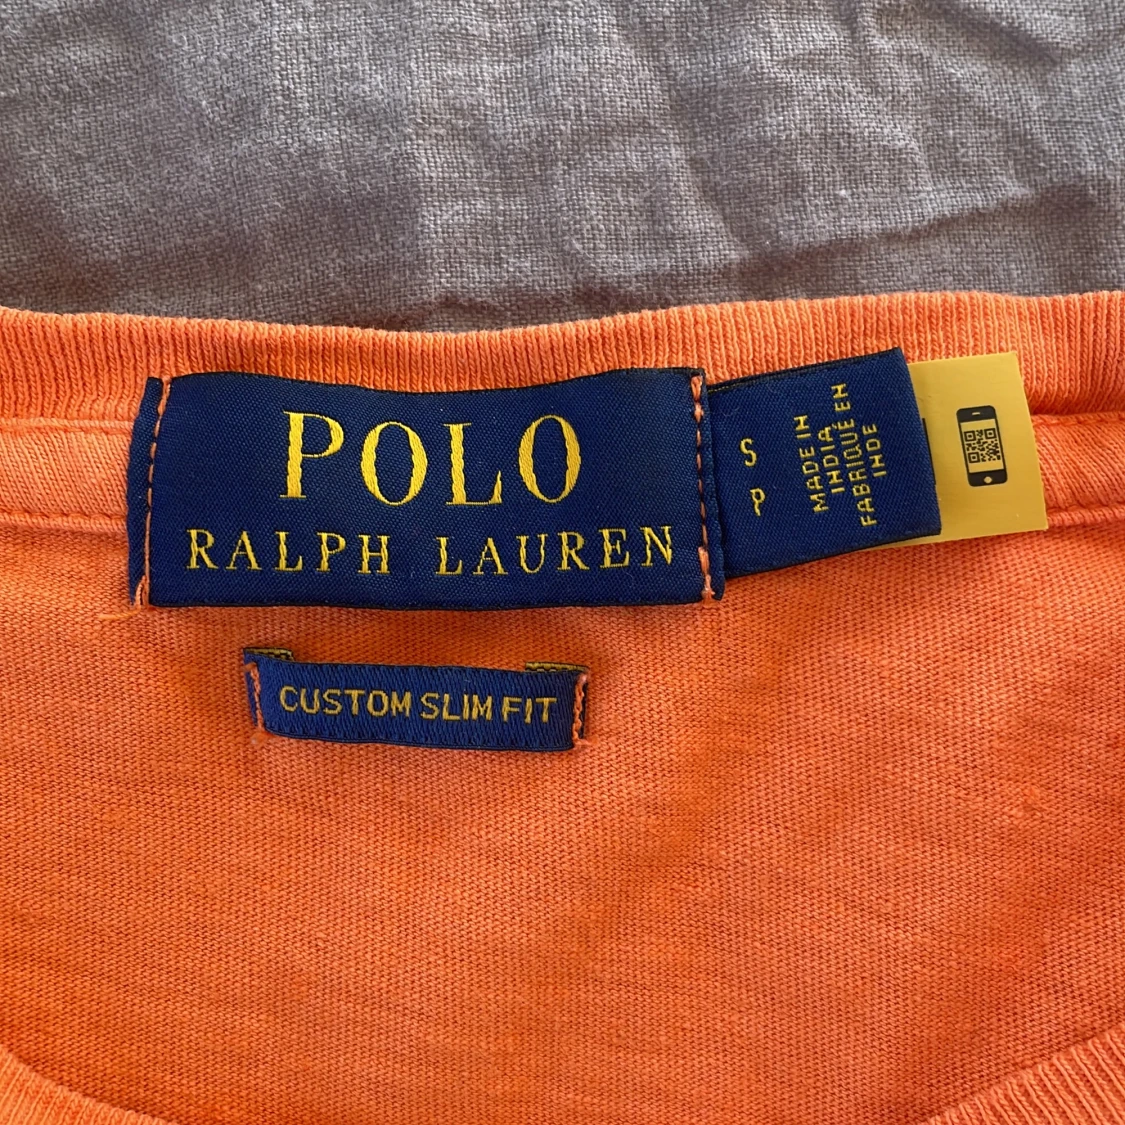 POLO
RALPH LAUREN
S
P
MADE IN
INDIA
FABRIQUÉ EN
INDE
CUSTOM SLIM FIT